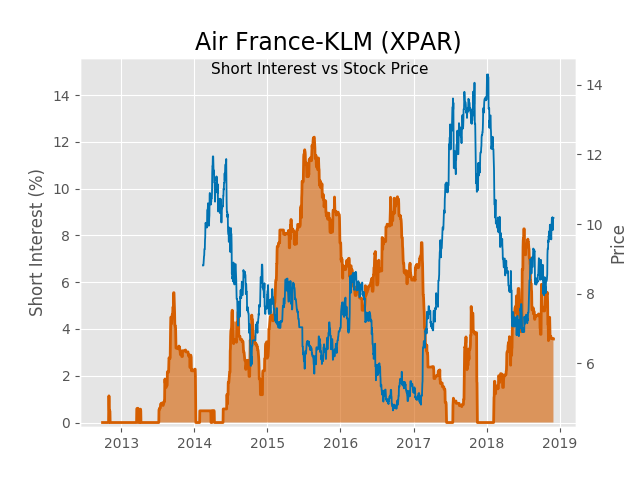 Air France-KLM (XPAR)
Short Interest vs Stock Price
Short Interest (%)
14
12
10
8
6
4
2
0
14
12
10
8
6
Price
2013 2014 2015 2016 2017 2018 2019